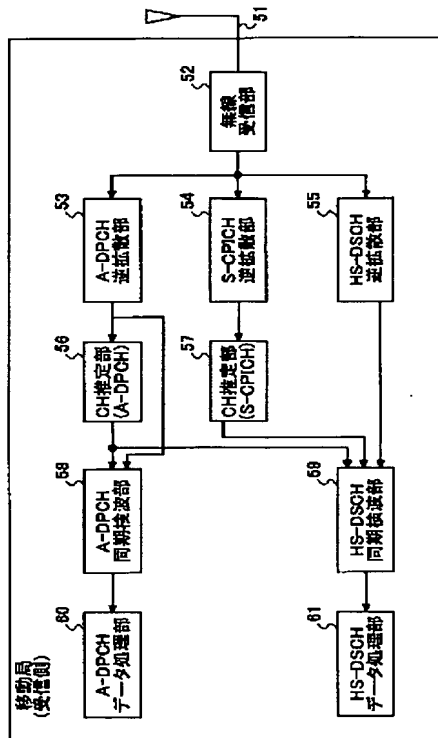 移動局
(受信側)
51
52
無線
受信部
53
A-DPCH
逆拡散部
54
S-CPICH
逆拡散部
55
HS-DSCH
逆拡散部
56
CH推定部
(A-DPCH)
57
CH推定部
(S-CPICH)
58
A-DPCH
同期検波部
59
HS-DSCH
同期検波部
60
A-DPCH
データ処理部
61
HS-DSCH
データ処理部